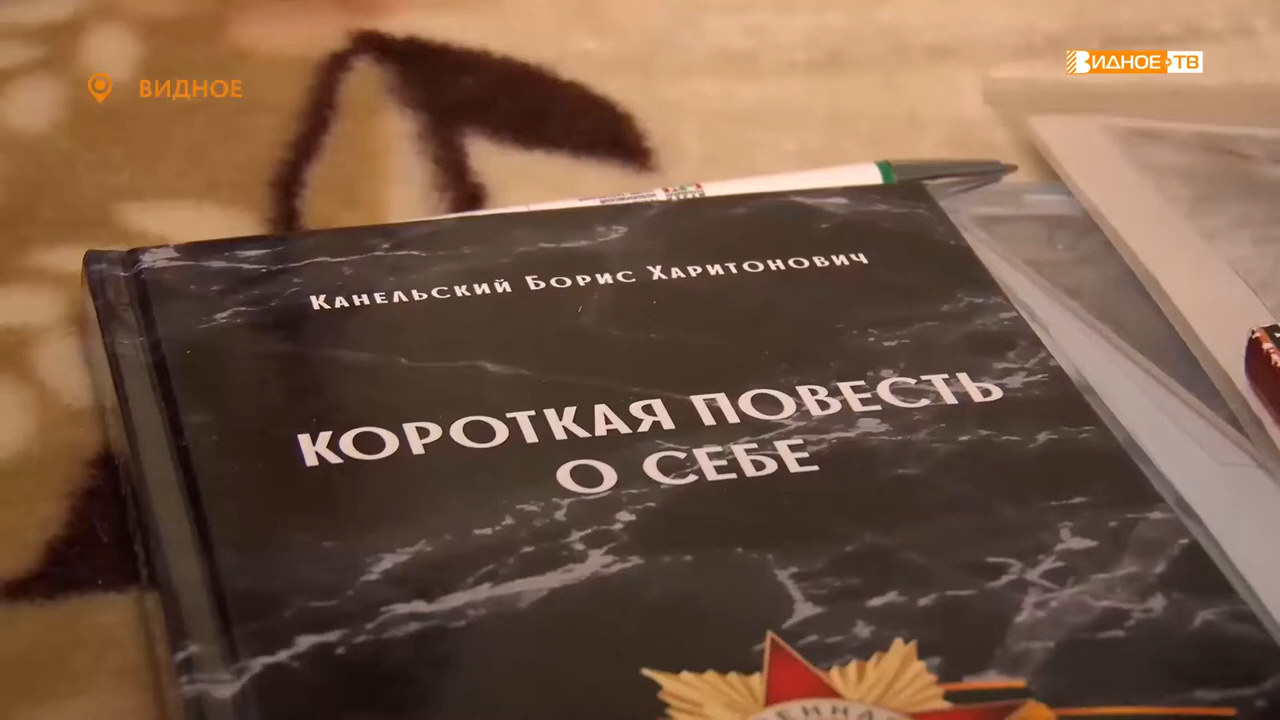 ВИДНОЕ
ВИДНОЕ ТВ
Канельский Борис Харитонович
КОРОТКАЯ ПОВЕСТЬ
О СЕБЕ